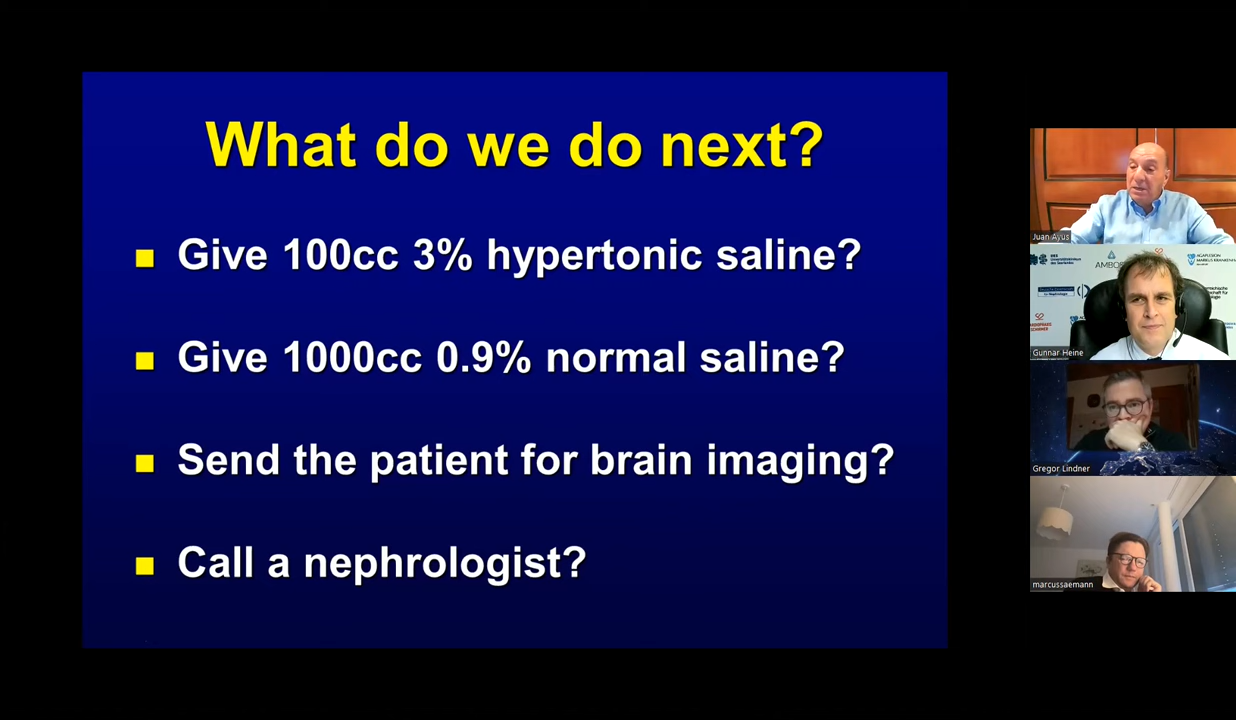 What do we do next?
Give 100cc 3% hypertonic saline?
Give 1000cc 0.9% normal saline?
Send the patient for brain imaging?
Call a nephrologist?
Juan Ayus
Gunnar Heine
Gregor Lindner
marcussaemann